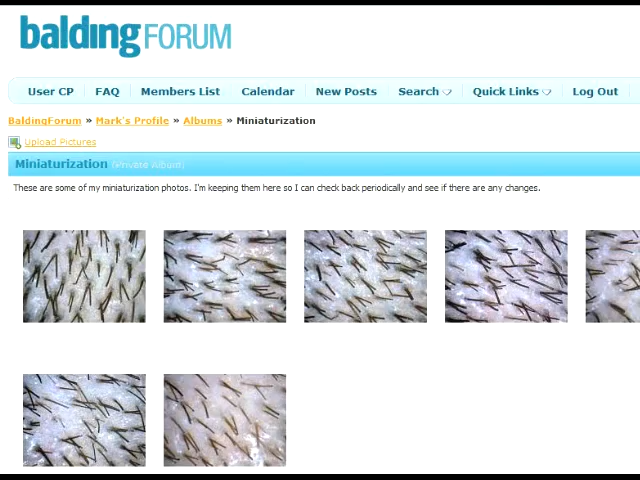 baldingFORUM
User CP FAQ Members List Calendar New Posts Search Quick Links Log Out
BaldingForum » Mark's Profile » Albums » Miniaturization
Upload Pictures
Miniaturization (Private Album)
These are some of my miniaturization photos. I'm keeping them here so I can check back periodically and see if there are any changes.